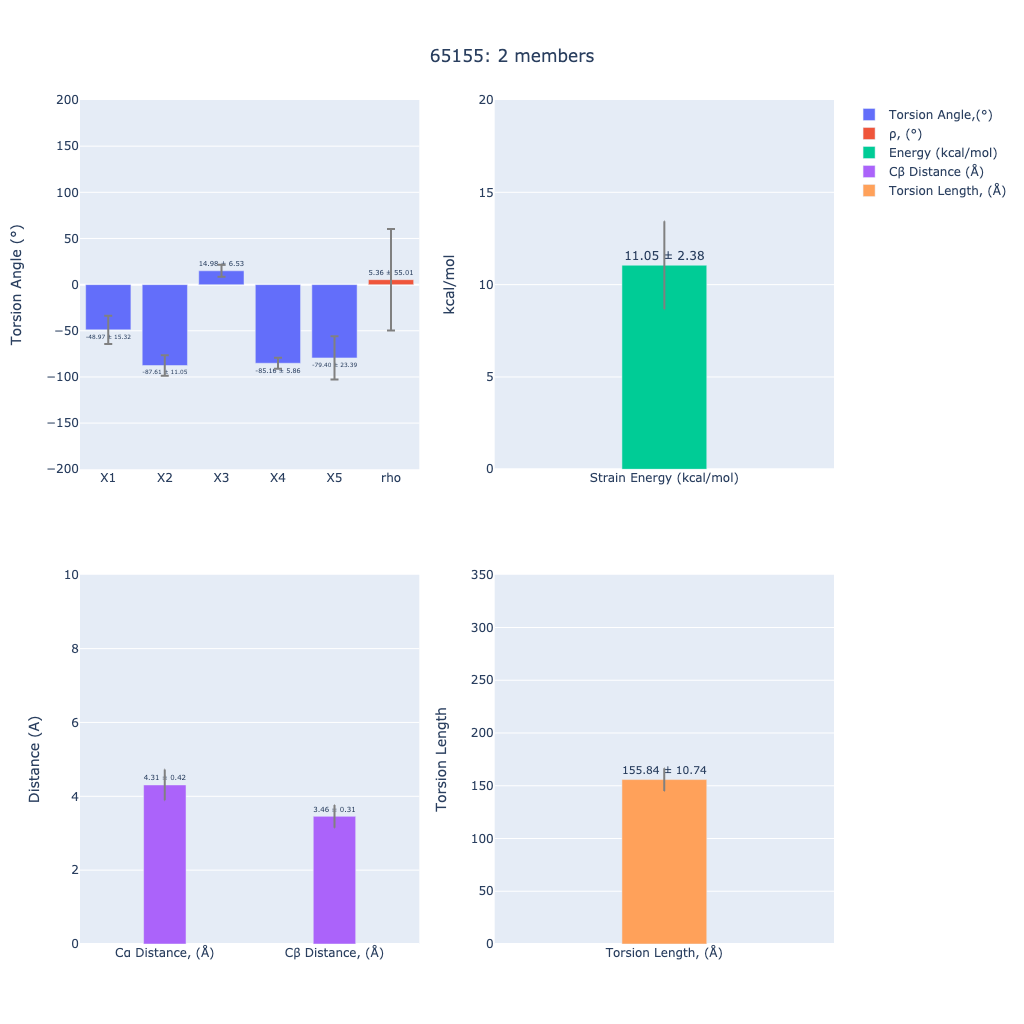 65155: 2 members
Torsion Angle (°)
200
150
100
50
0
−50
−100
−150
−200
-48.97 ± 15.32
-87.61 ± 11.05
14.98 ± 6.53
-85.16 ± 5.86
-79.40 ± 23.39
5.36 ± 55.01
X1 X2 X3 X4 X5 rho
kcal/mol
20
15
10
5
0
11.05 ± 2.38
Strain Energy (kcal/mol)
Torsion Angle,(°)
ρ, (°)
Energy (kcal/mol)
Cβ Distance (Å)
Torsion Length, (Å)
Distance (A)
10
8
6
4
2
0
4.31 ± 0.42
3.46 ± 0.31
Cα Distance, (Å) Cβ Distance, (Å)
Torsion Length
350
300
250
200
150
100
50
0
155.84 ± 10.74
Torsion Length, (Å)